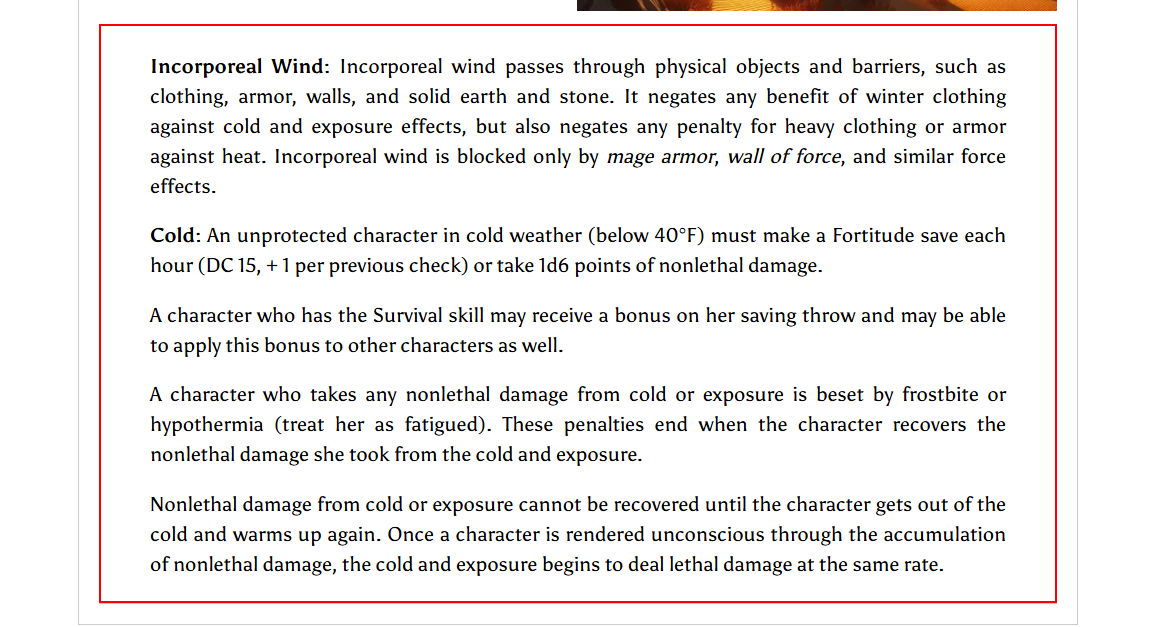 Incorporeal Wind: Incorporeal wind passes through physical objects and barriers, such as
clothing, armor, walls, and solid earth and stone. It negates any benefit of winter clothing
against cold and exposure effects, but also negates any penalty for heavy clothing or armor
against heat. Incorporeal wind is blocked only by mage armor, wall of force, and similar force
effects.
Cold: An unprotected character in cold weather (below 40°F) must make a Fortitude save each
hour (DC 15, +1 per previous check) or take 1d6 points of nonlethal damage.
A character who has the Survival skill may receive a bonus on her saving throw and may be able
to apply this bonus to other characters as well.
A character who takes any nonlethal damage from cold or exposure is beset by frostbite or
hypothermia (treat her as fatigued). These penalties end when the character recovers the
nonlethal damage she took from the cold and exposure.
Nonlethal damage from cold or exposure cannot be recovered until the character gets out of the
cold and warms up again. Once a character is rendered unconscious through the accumulation
of nonlethal damage, the cold and exposure begins to deal lethal damage at the same rate.